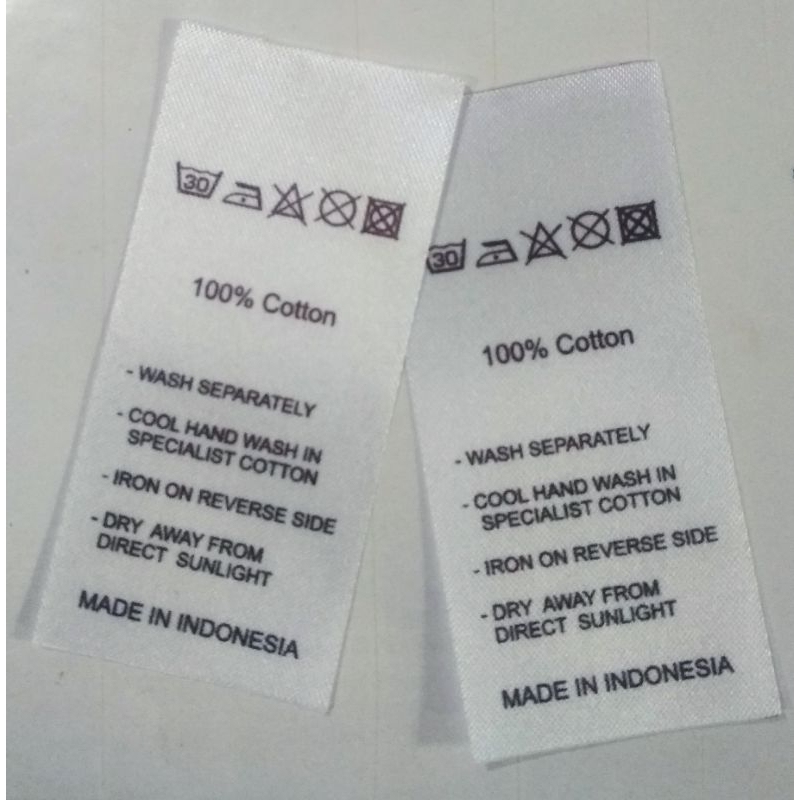 30
100% Cotton
- WASH SEPARATELY
- COOL HAND WASH IN
SPECIALIST COTTON
- IRON ON REVERSE SIDE
- DRY AWAY FROM
DIRECT SUNLIGHT
MADE IN INDONESIA
30
100% Cotton
- WASH SEPARATELY
- COOL HAND WASH IN
SPECIALIST COTTON
- IRON ON REVERSE SIDE
- DRY AWAY FROM
DIRECT SUNLIGHT
MADE IN INDONESIA